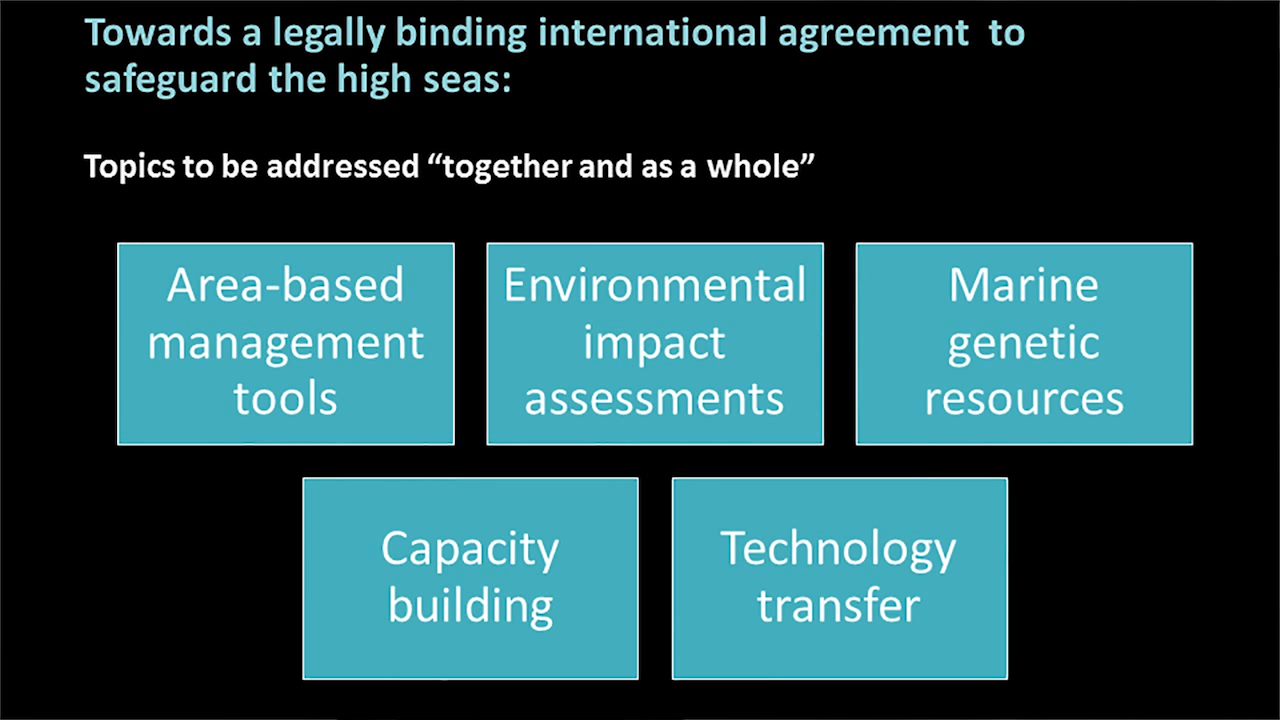 Towards a legally binding international agreement to
safeguard the high seas:
Topics to be addressed “together and as a whole”
Area-based
management
tools
Environmental
impact
assessments
Marine
genetic
resources
Capacity
building
Technology
transfer